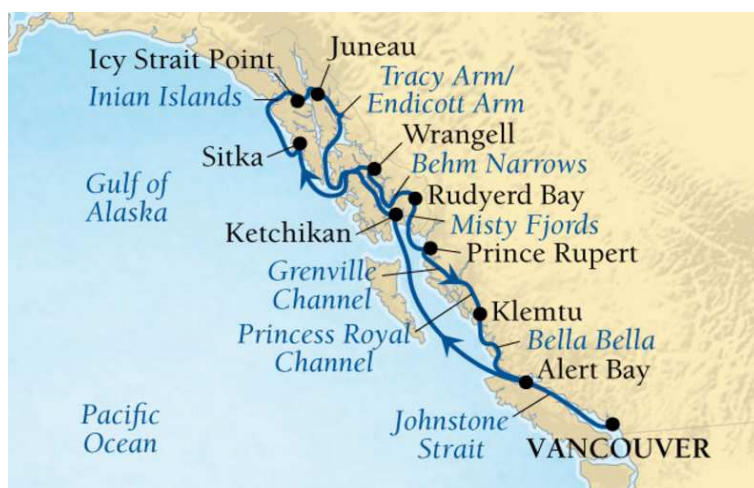 Juneau
Icy Strait Point
Tracy Arm/
Endicott Arm
Inian Islands
Wrangell
Sitka
Behm Narrows
Gulf of
Alaska
Rudyerd Bay
Misty Fjords
Ketchikan
Prince Rupert
Grenville
Channel
Klemtu
Princess Royal
Channel
Bella Bella
Alert Bay
Pacific
Ocean
Johnstone
Strait
VANCOUVER